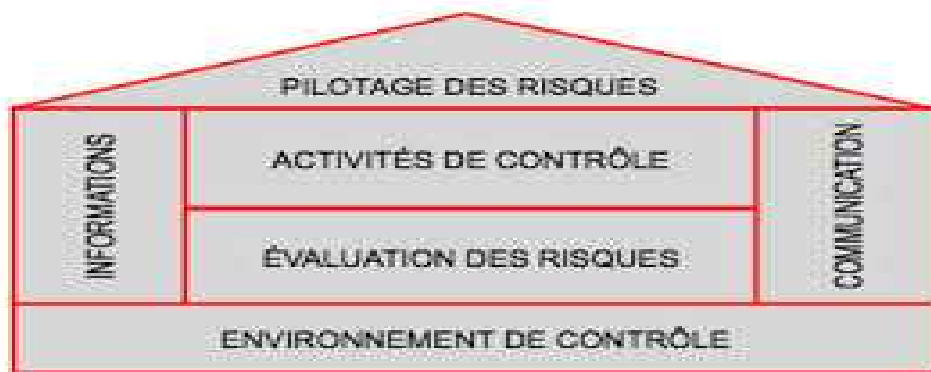 PILOTAGE DES RISQUES
INFORMATIONS
ACTIVITÉS DE CONTRÔLE
ÉVALUATION DES RISQUES
COMMUNICATION
ENVIRONNEMENT DE CONTRÔLE